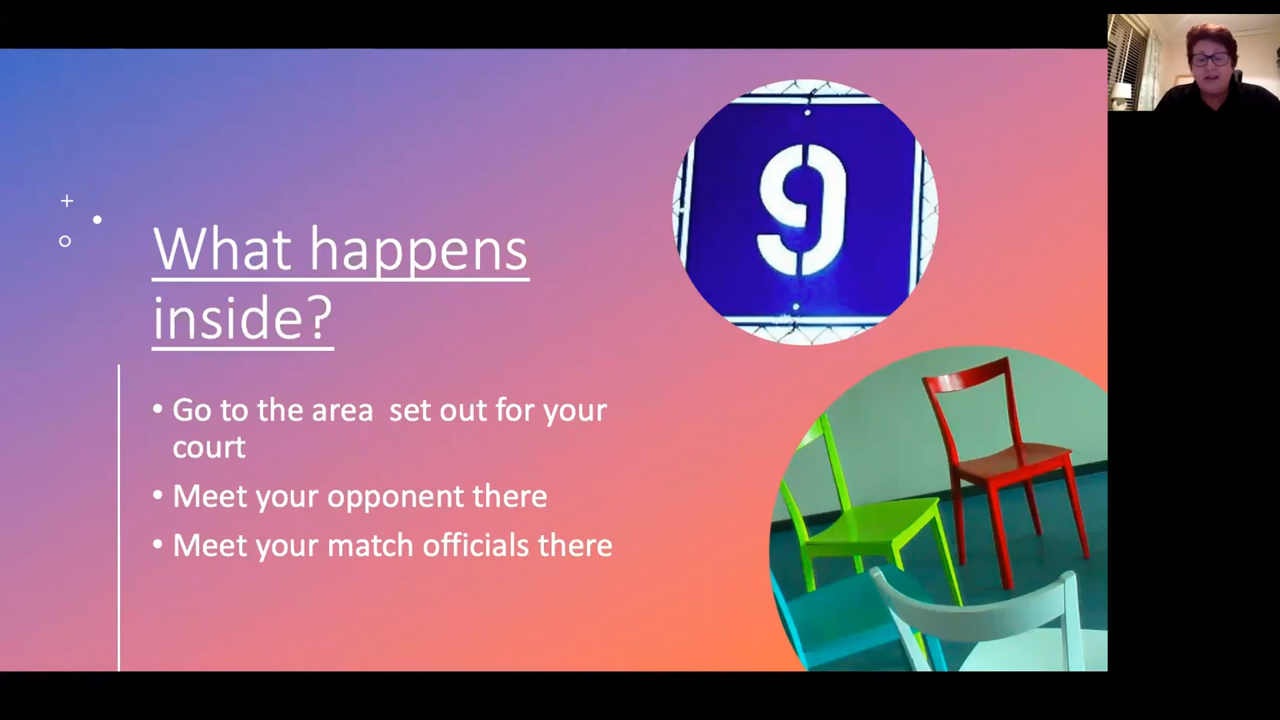 9
What happens
inside?
• Go to the area  set out for your
court
• Meet your opponent there
• Meet your match officials there